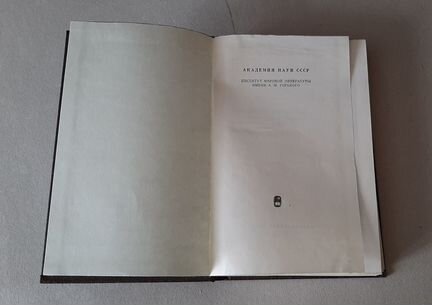 АКАДЕМИЯ НАУК СССР
ИНСТИТУТ МИРОВОЙ ЛИТЕРАТУРЫ
ИМЕНИ А. М. ГОРЬКОГО